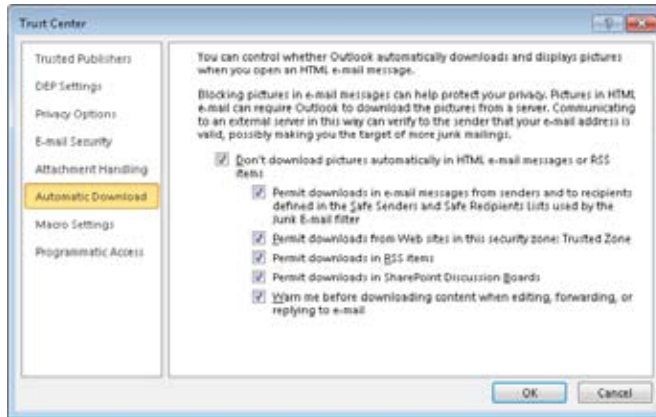 Trust Center
Trusted Publishers
DEP Settings
Privacy Options
E-mail Security
Attachment Handling
Automatic Download
Macro Settings
Programmatic Access
You can control whether Outlook automatically downloads and displays pictures
when you open an HTML e-mail message.
Blocking pictures in e-mail messages can help protect your privacy. Pictures in HTML
e-mail can require Outlook to download the pictures from a server. Communicating
to an external server in this way can verify to the sender that your e-mail address is
valid, possibly making you the target of more junk mailings.
Don't download pictures automatically in HTML e-mail messages or RSS
items
Permit downloads in e-mail messages from senders and to recipients
defined in the Safe Senders and Safe Recipients Lists used by the
Junk E-mail filter
Permit downloads from Web sites in this security zone: Trusted Zone
Permit downloads in RSS items
Permit downloads in SharePoint Discussion Boards
Warn me before downloading content when editing, forwarding, or
replying to e-mail
OK
Cancel